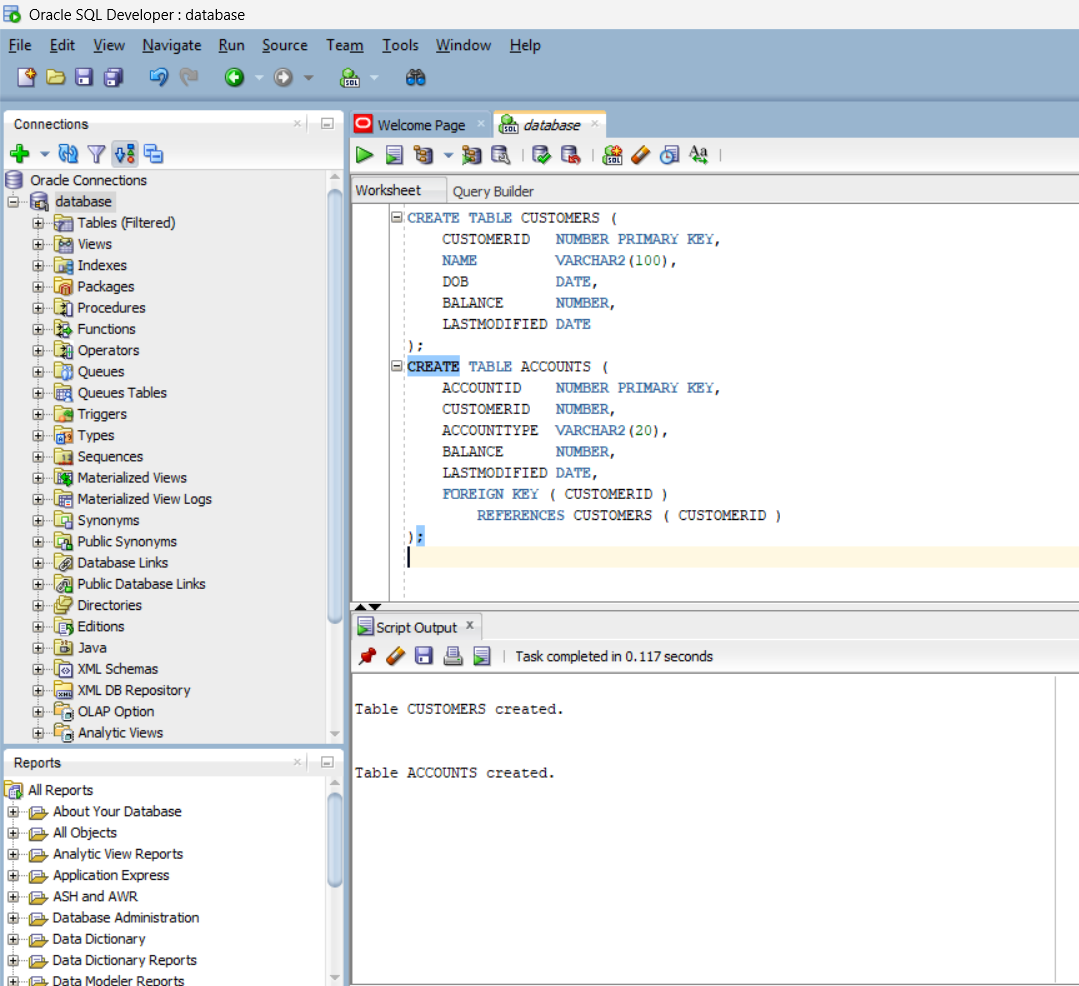 Oracle SQL Developer : database
File Edit View Navigate Run Source Team Tools Window Help
Connections
Oracle Connections
database
Tables (Filtered)
Views
Indexes
Packages
Procedures
Functions
Operators
Queues
Queues Tables
Triggers
Types
Sequences
Materialized Views
Materialized View Logs
Synonyms
Public Synonyms
Database Links
Public Database Links
Directories
Editions
Java
XML Schemas
XML DB Repository
OLAP Option
Analytic Views
Reports
All Reports
About Your Database
All Objects
Analytic View Reports
Application Express
ASH and AWR
Database Administration
Data Dictionary
Data Dictionary Reports
Data Modeler Reports
Welcome Page database
Worksheet Query Builder
CREATE TABLE CUSTOMERS (
CUSTOMERID NUMBER PRIMARY KEY,
NAME VARCHAR2(100),
DOB DATE,
BALANCE NUMBER,
LASTMODIFIED DATE
);
CREATE TABLE ACCOUNTS (
ACCOUNTID NUMBER PRIMARY KEY,
CUSTOMERID NUMBER,
ACCOUNTTYPE VARCHAR2(20),
BALANCE NUMBER,
LASTMODIFIED DATE,
FOREIGN KEY ( CUSTOMERID )
REFERENCES CUSTOMERS ( CUSTOMERID )
);
Script Output
Task completed in 0.117 seconds
Table CUSTOMERS created.
Table ACCOUNTS created.